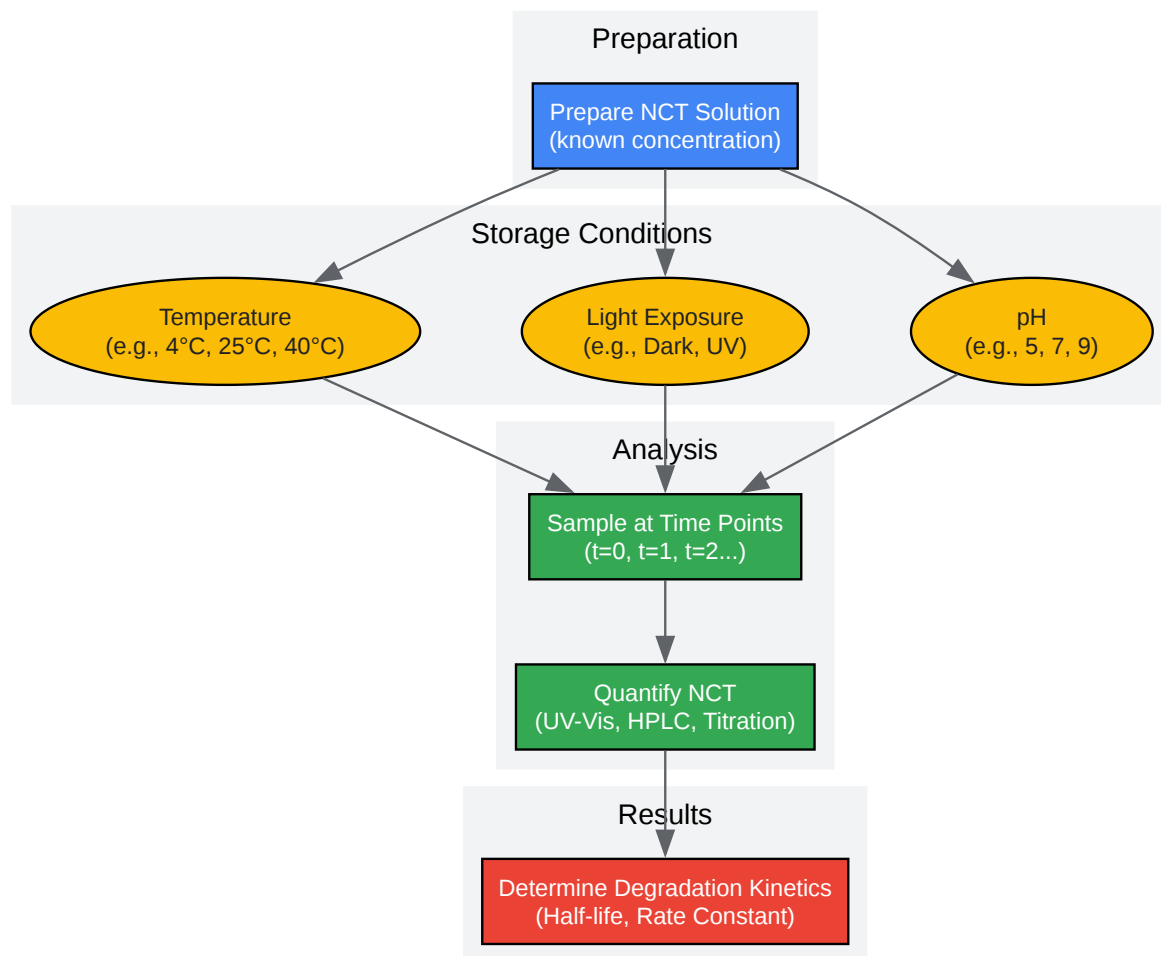 Preparation
Prepare NCT Solution
(known concentration)
Storage Conditions
Temperature
(e.g., 4°C, 25°C, 40°C)
Light Exposure
(e.g., Dark, UV)
pH
(e.g., 5, 7, 9)
Analysis
Sample at Time Points
(t=0, t=1, t=2...)
Quantify NCT
(UV-Vis, HPLC, Titration)
Results
Determine Degradation Kinetics
(Half-life, Rate Constant)